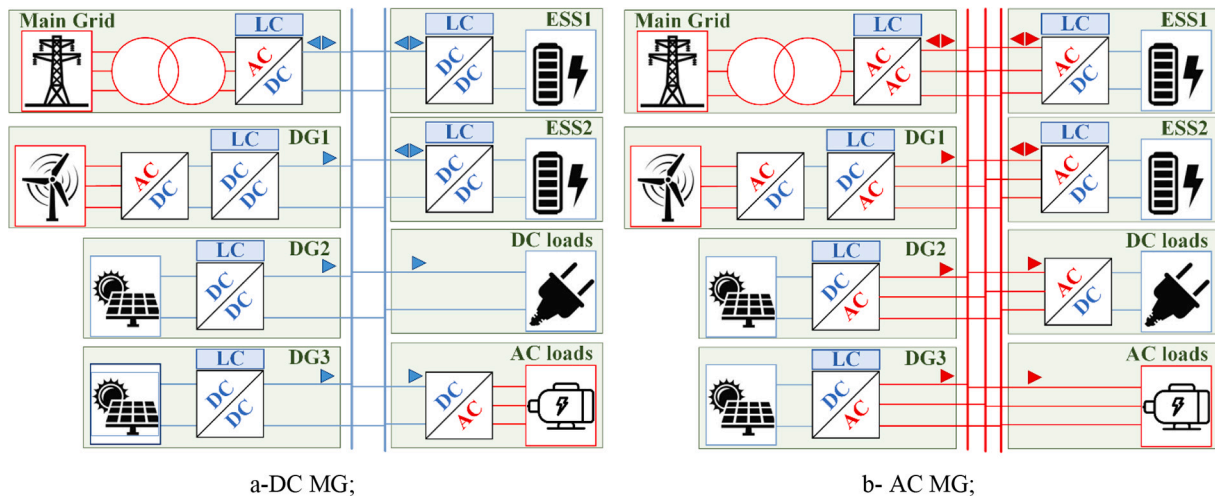 Main Grid
LC
AC
DC
LC
DC
DC
ESS1
DG1
AC
DC
LC
DC
DC
LC
DC
DC
ESS2
DG2
LC
DC
DC
DC loads
DG3
LC
DC
DC
AC loads
DC
AC
a-DC MG;
Main Grid
LC
AC
AC
LC
AC
DC
ESS1
DG1
AC
DC
LC
DC
AC
LC
AC
DC
ESS2
DG2
LC
DC
AC
DC loads
AC
DC
DG3
LC
DC
AC
AC loads
b- AC MG;